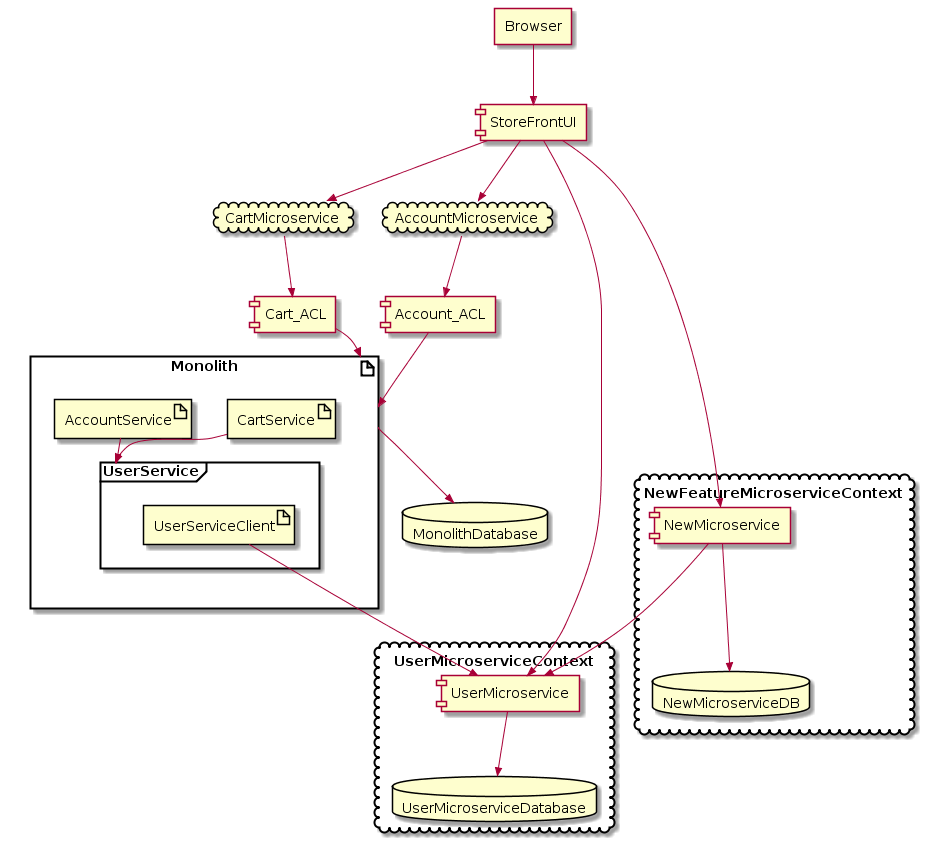 Browser
StoreFrontUI
CartMicroservice
AccountMicroservice
Cart_ACL
Account_ACL
Monolith
AccountService
CartService
UserService
UserServiceClient
MonolithDatabase
NewFeatureMicroserviceContext
NewMicroservice
UserMicroserviceContext
UserMicroservice
NewMicroserviceDB
UserMicroserviceDatabase